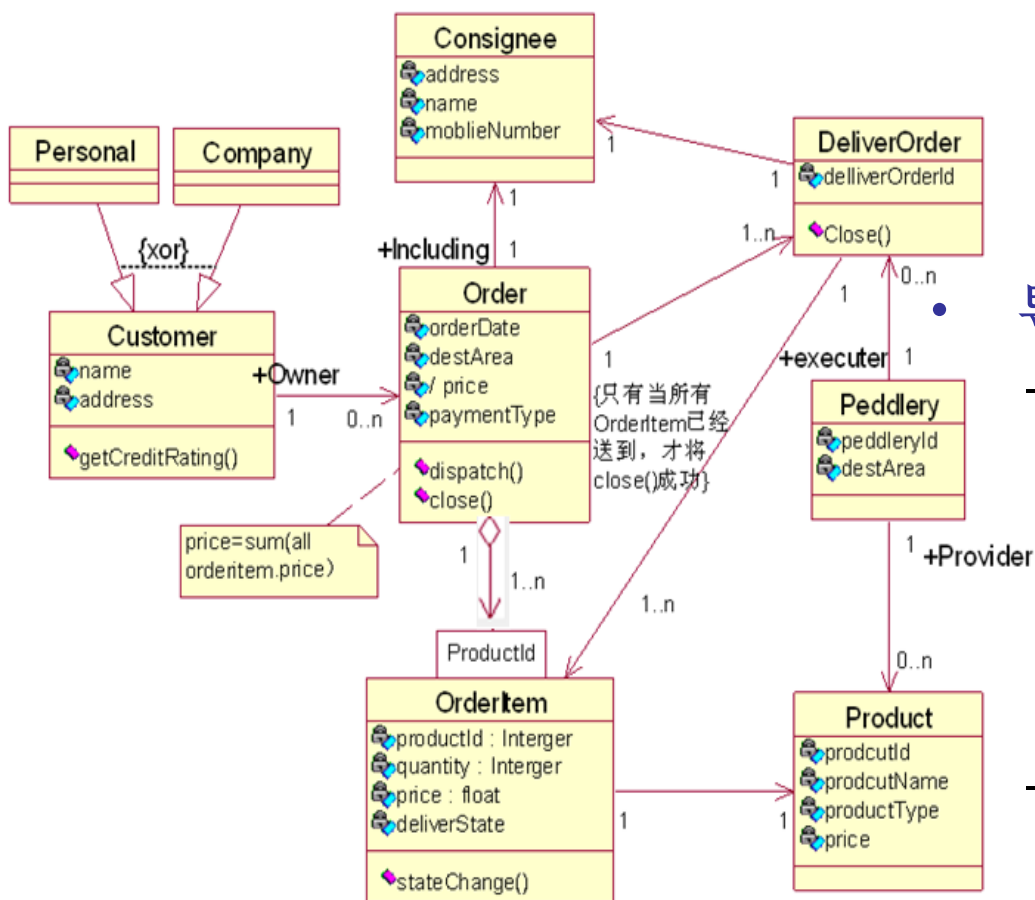 Consignee
address
name
moblieNumber
Personal
Company
{xor}
DeliverOrder
delliverOrderId
Close()
1
1
1
+Including
1
1..n
0..n
Order
orderDate
destArea
/ price
paymentType
dispatch()
close()
Customer
name
address
getCreditRating()
+Owner
1
0..n
1
1
+executer
1
{只有当所有
OrderItem已经
送到，才将
close()成功}
Peddlery
peddleryId
destArea
price=sum(all
orderitem.price）
1
1..n
1
+Provider
1..n
0..n
ProductId
OrderItem
productId : Interger
quantity : Interger
price : float
deliverState
stateChange()
1
1
Product
prodcutId
prodcutName
productType
price